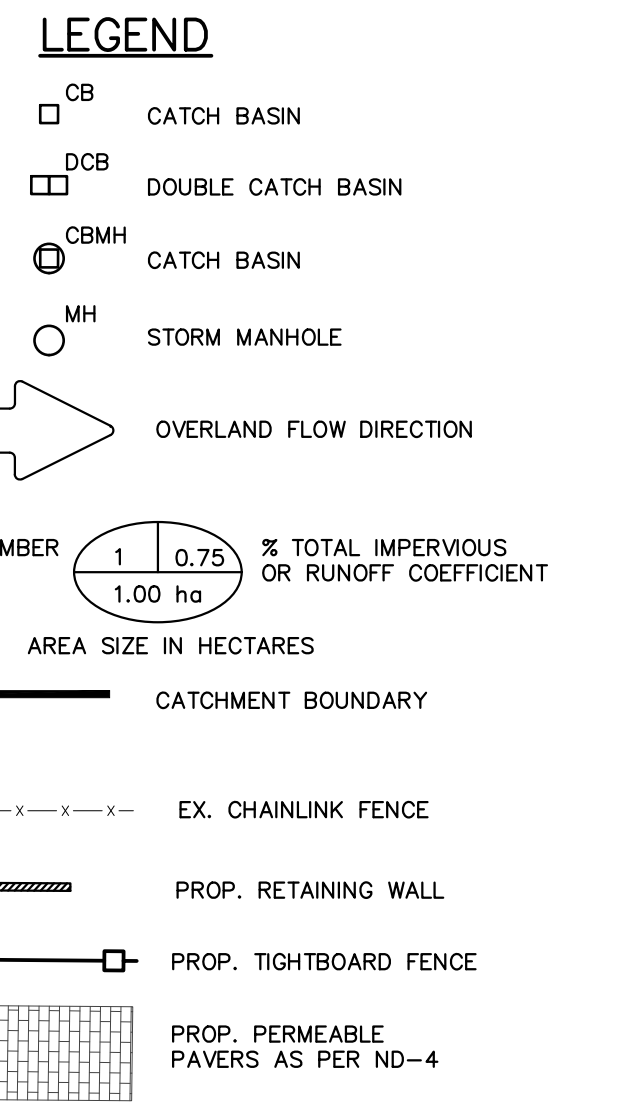 LEGEND
CB
CATCH BASIN
DCB
DOUBLE CATCH BASIN
CBMH
CATCH BASIN
MH
STORM MANHOLE
OVERLAND FLOW DIRECTION
MBER
1 0.75
1.00 ha
% TOTAL IMPERVIOUS
OR RUNOFF COEFFICIENT
AREA SIZE IN HECTARES
CATCHMENT BOUNDARY
x x x
EX. CHAINLINK FENCE
PROP. RETAINING WALL
PROP. TIGHTBOARD FENCE
PROP. PERMEABLE
PAVERS AS PER ND-4